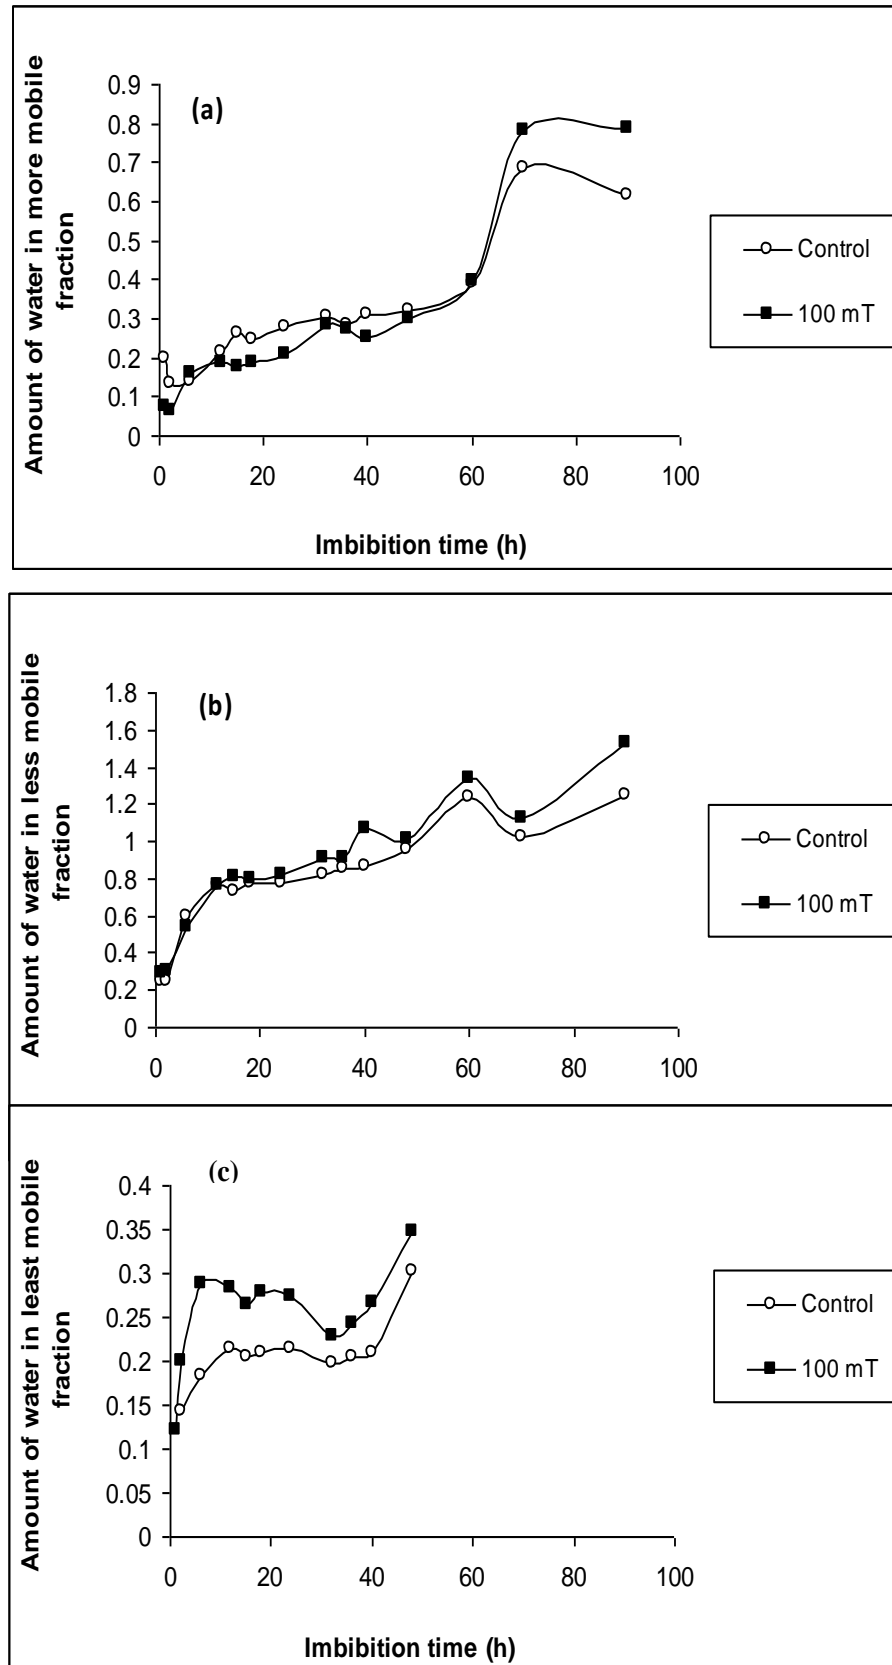 (a)
Amount of water in more mobile
fraction
0.9
0.8
0.7
0.6
0.5
0.4
0.3
0.2
0.1
0
0 20 40 60 80 100
Imbibition time (h)
Control
100 mT
(b)
Amount of water in less mobile
fraction
1.8
1.6
1.4
1.2
1
0.8
0.6
0.4
0.2
0
0 20 40 60 80 100
Control
100 mT
(c)
Amount of water in least mobile
fraction
0.4
0.35
0.3
0.25
0.2
0.15
0.1
0.05
0
0 20 40 60 80 100
Imbibition time (h)
Control
100 mT